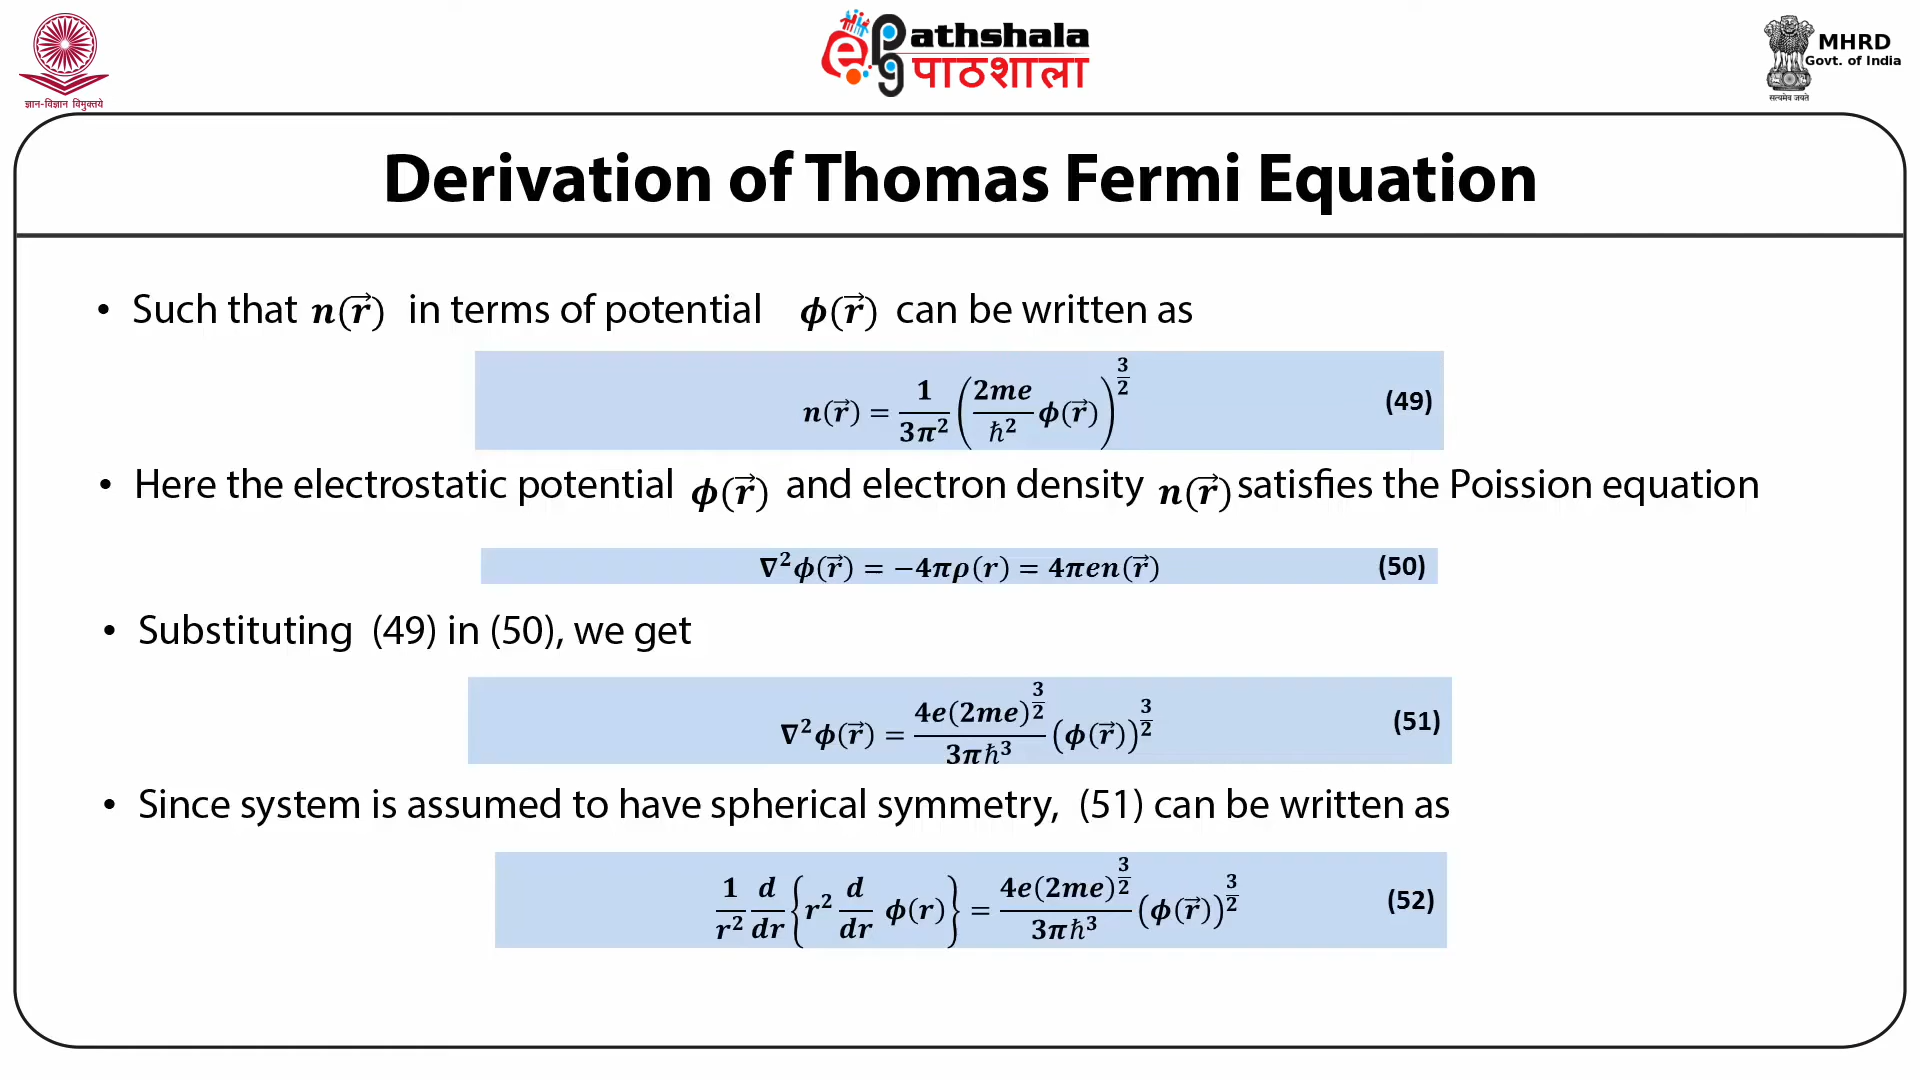 ज्ञान-विज्ञान विमुक्तये
ePathshala
पाठशाला
MHRD
Govt. of India
सत्यमेव जयते
Derivation of Thomas Fermi Equation
• Such that n(r⃗) in terms of potential ϕ(r⃗) can be written as
n(r⃗) = 1/3π² (2me/ℏ² ϕ(r⃗))^(3/2) (49)
• Here the electrostatic potential ϕ(r⃗) and electron density n(r⃗) satisfies the Poission equation
∇²ϕ(r⃗) = −4πρ(r) = 4πen(r⃗) (50)
• Substituting (49) in (50), we get
∇²ϕ(r⃗) = 4e(2me)^(3/2)/3πℏ³ (ϕ(r⃗))^(3/2) (51)
• Since system is assumed to have spherical symmetry, (51) can be written as
1/r² d/dr {r² d/dr ϕ(r)} = 4e(2me)^(3/2)/3πℏ³ (ϕ(r⃗))^(3/2) (52)